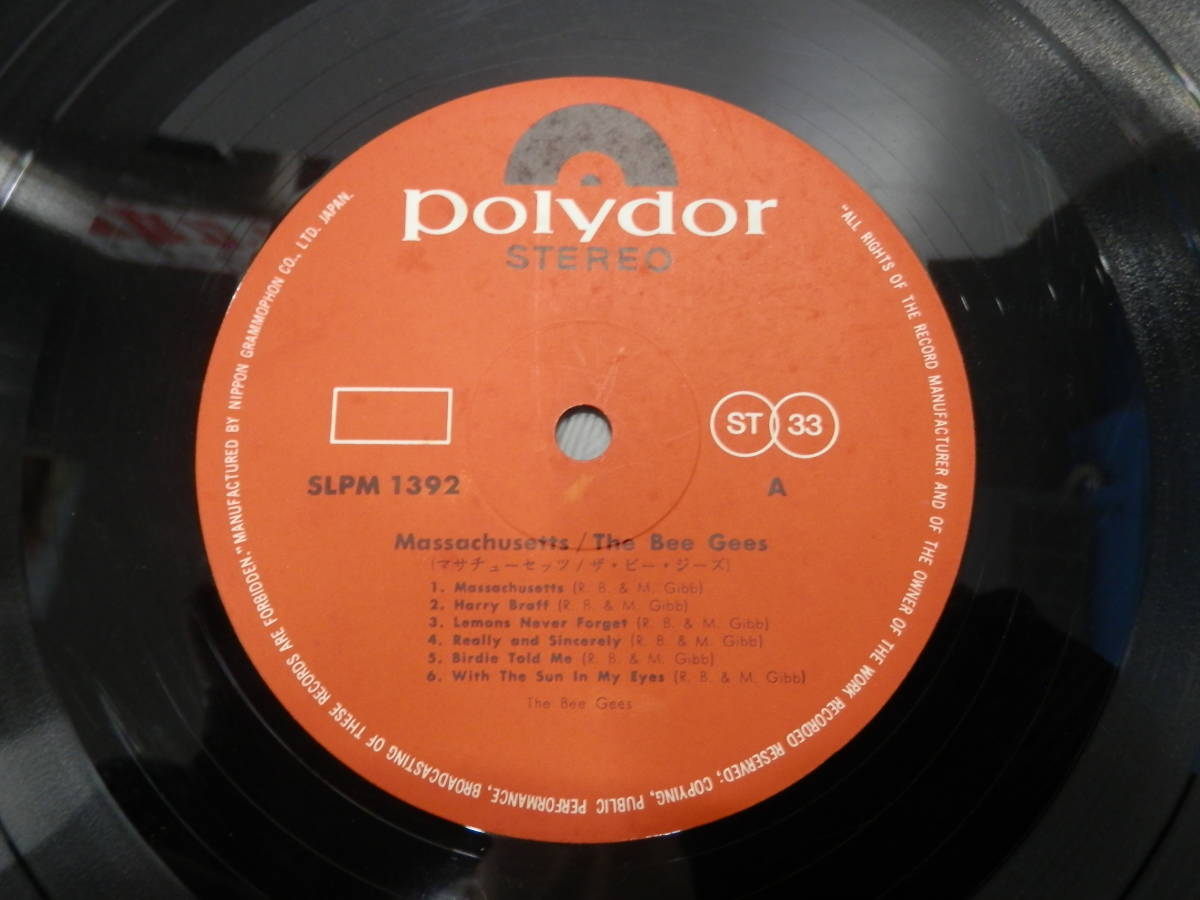 polydor
STEREO
ST 33
SLPM 1392
A
Massachusetts / The Bee Gees
(マサチューセッツ / ザ・ビー・ジーズ)
1. Massachusetts (R. B. & M. Gibb)
2. Harry Braff (R. B. & M. Gibb)
3. Lemons Never Forget (R. B. & M. Gibb)
4. Really and Sincerely (R. B. & M. Gibb)
5. Birdie Told Me (R. B. & M. Gibb)
6. With The Sun In My Eyes (R. B. & M. Gibb)
The Bee Gees
"ALL RIGHTS OF THE RECORD MANUFACTURER AND OF THE OWNER OF THE WORK RECORDED RESERVED; COPYING, PUBLIC PERFORMANCE, BROADCASTING OF THESE RECORDS ARE FORBIDDEN." MANUFACTURED BY NIPPON GRAMMOPHON CO., LTD. JAPAN.